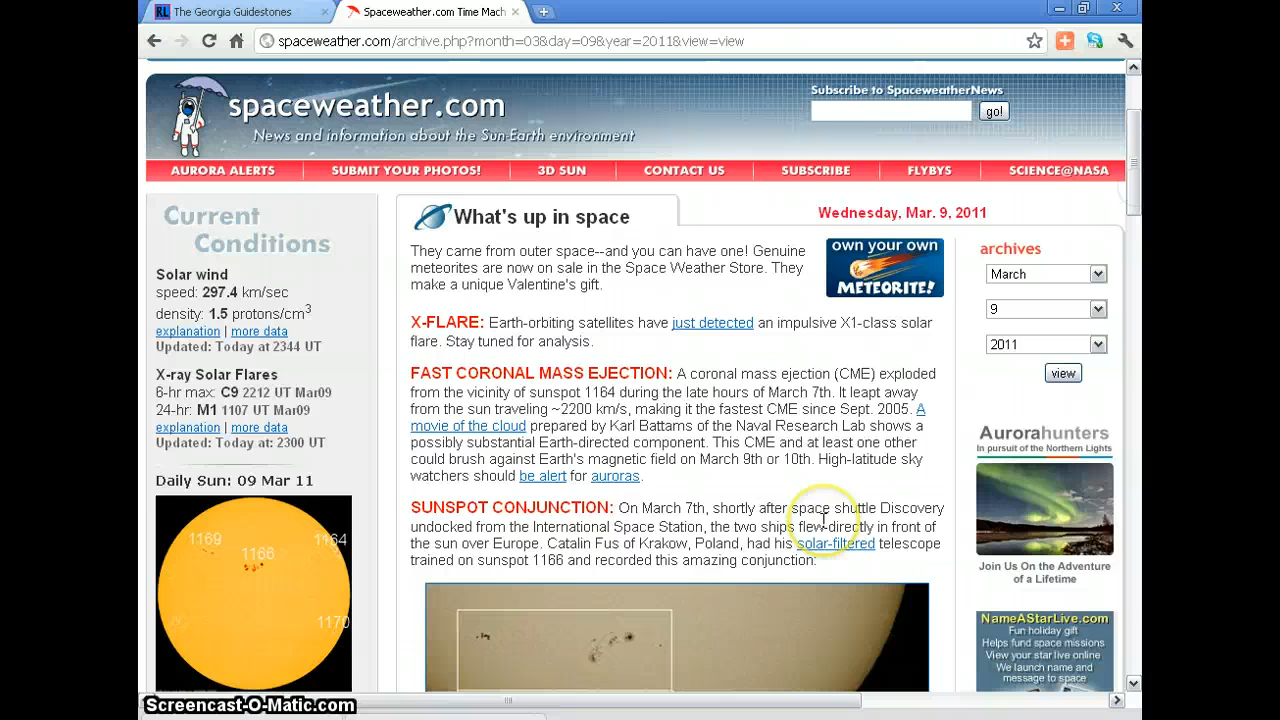 The Georgia Guidestones
Spaceweather.com Time Mach
spaceweather.com/archive.php?month=03&day=09&year=2011&view=view
spaceweather.com
News and information about the Sun-Earth environment
Subscribe to SpaceweatherNews
go!
AURORA ALERTS
SUBMIT YOUR PHOTOS!
3D SUN
CONTACT US
SUBSCRIBE
FLYBYS
SCIENCE@NASA
Current
Conditions
Solar wind
speed: 297.4 km/sec
density: 1.5 protons/cm3
explanation | more data
Updated: Today at 2344 UT
X-ray Solar Flares
6-hr max: C9 2212 UT Mar09
24-hr: M1 1107 UT Mar09
explanation | more data
Updated: Today at 2300 UT
Daily Sun: 09 Mar 11
1169
1166
1164
1170
What's up in space
Wednesday, Mar. 9, 2011
They came from outer space--and you can have one! Genuine
meteorites are now on sale in the Space Weather Store. They
make a unique Valentine's gift.
own your own
METEORITE!
X-FLARE: Earth-orbiting satellites have just detected an impulsive X1-class solar
flare. Stay tuned for analysis.
FAST CORONAL MASS EJECTION: A coronal mass ejection (CME) exploded
from the vicinity of sunspot 1164 during the late hours of March 7th. It leapt away
from the sun traveling ~2200 km/s, making it the fastest CME since Sept. 2005. A
movie of the cloud prepared by Karl Battams of the Naval Research Lab shows a
possibly substantial Earth-directed component. This CME and at least one other
could brush against Earth's magnetic field on March 9th or 10th. High-latitude sky
watchers should be alert for auroras.
SUNSPOT CONJUNCTION: On March 7th, shortly after space shuttle Discovery
undocked from the International Space Station, the two ships flew directly in front of
the sun over Europe. Catalin Fus of Krakow, Poland, had his solar-filtered telescope
trained on sunspot 1166 and recorded this amazing conjunction:
archives
March
9
2011
view
Aurorahunters
In pursuit of the Northern Lights
Join Us On the Adventure
of a Lifetime
NameAStarLive.com
Fun holiday gift
Helps fund space missions
View your star live online
We launch name and
message to space
Screencast-O-Matic.com